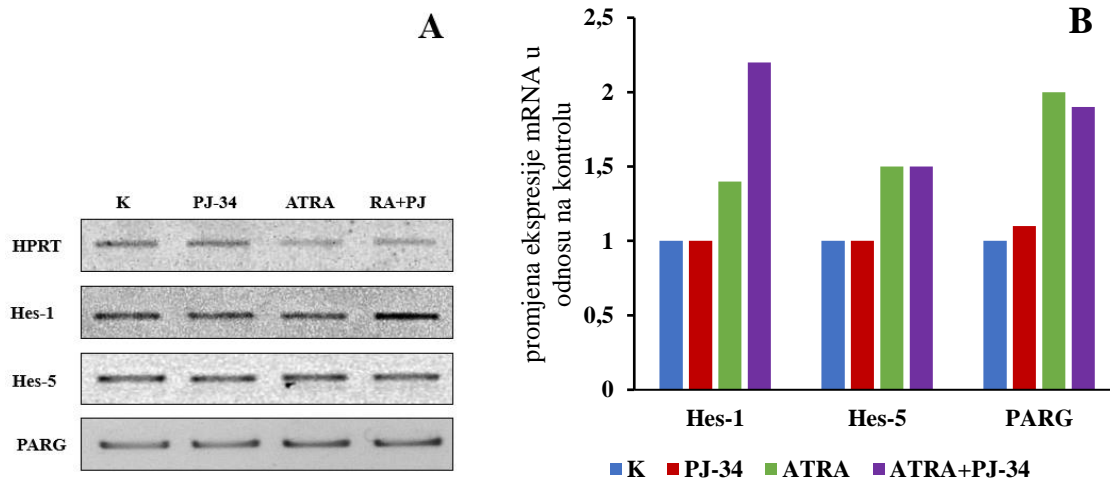 A
K PJ-34 ATRA RA+PJ
HPRT
Hes-1
Hes-5
PARG
B
promjena ekspresije mRNA u
odnosu na kontrolu
2,5
2
1,5
1
0,5
0
Hes-1 Hes-5 PARG
K PJ-34 ATRA ATRA+PJ-34